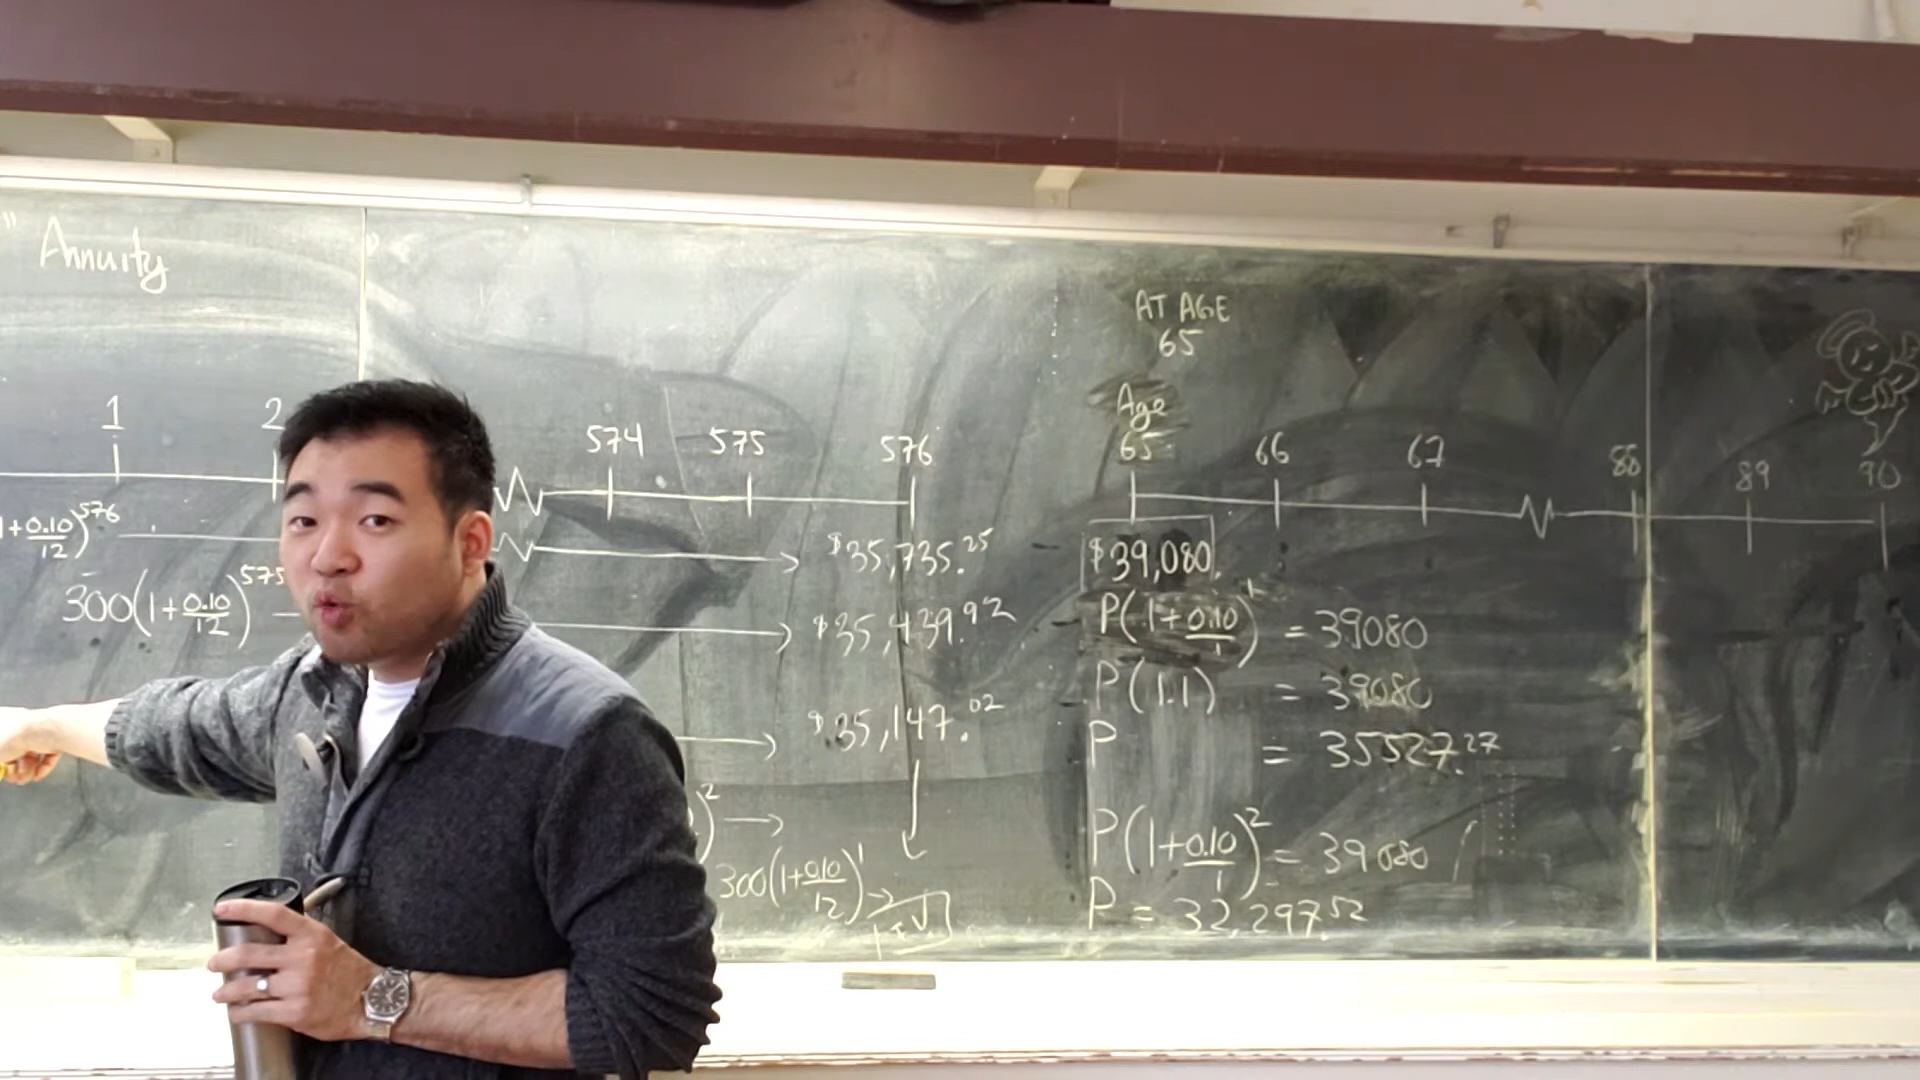 " Annuity
1 2 574 575 576
1+0.10/12)^576 → $35,735.25
300(1+0.10/12)^575 → $35,439.92
→ $35,147.02
)^2 →
300(1+0.10/12)^1 → F.V.
AT AGE
65
Age
65 66 67 88 89 90
$39,080.
P(1+0.10/1)^1 = 39080
P(1.1) = 39080
P = 35527.27
P(1+0.10/1)^2 = 39080
P = 32,297.52